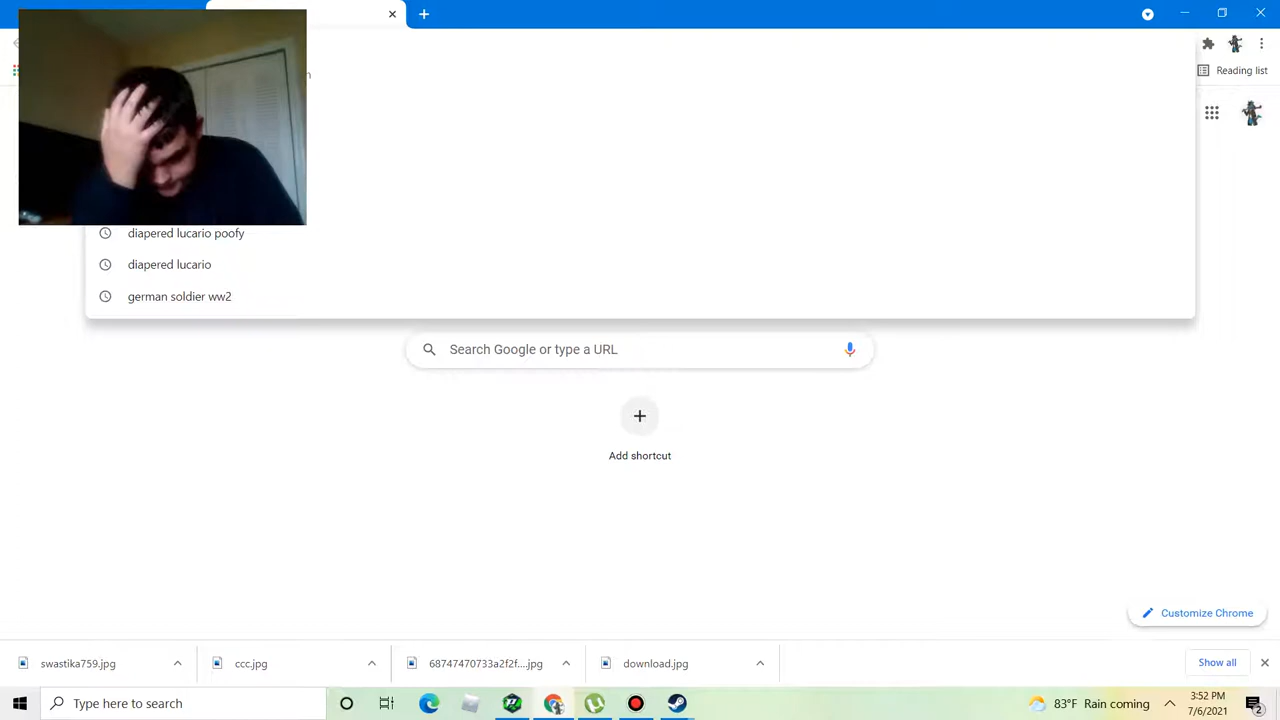 Reading list
diapered lucario poofy
diapered lucario
german soldier ww2
Search Google or type a URL
Add shortcut
Customize Chrome
swastika759.jpg
ccc.jpg
68747470733a2f2f....jpg
download.jpg
Show all
Type here to search
83°F Rain coming
3:52 PM
7/6/2021
2